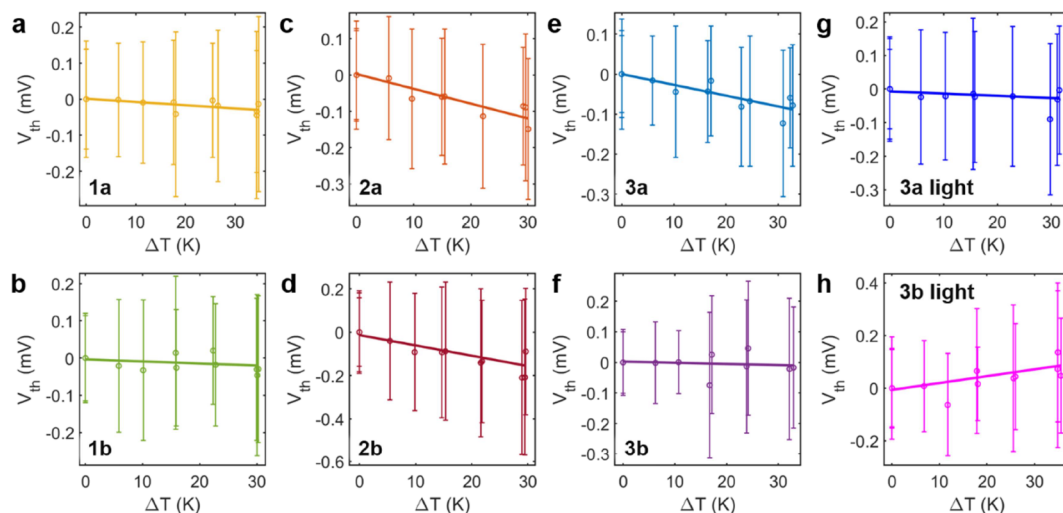 a
0.2
0.1
0
-0.1
-0.2
V_th (mV)
1a
0 10 20 30
ΔT (K)
c
0.1
0
-0.1
-0.2
-0.3
V_th (mV)
2a
0 10 20 30
ΔT (K)
e
0.2
0.1
0
-0.1
-0.2
-0.3
V_th (mV)
3a
0 10 20 30
ΔT (K)
g
0.2
0.1
0
-0.1
-0.2
-0.3
V_th (mV)
3a light
0 10 20 30
ΔT (K)
b
0.2
0.1
0
-0.1
-0.2
V_th (mV)
1b
0 10 20 30
ΔT (K)
d
0.2
0
-0.2
-0.4
-0.6
V_th (mV)
2b
0 10 20 30
ΔT (K)
f
0.2
0.1
0
-0.1
-0.2
-0.3
V_th (mV)
3b
0 10 20 30
ΔT (K)
h
0.4
0.2
0
-0.2
V_th (mV)
3b light
0 10 20 30
ΔT (K)